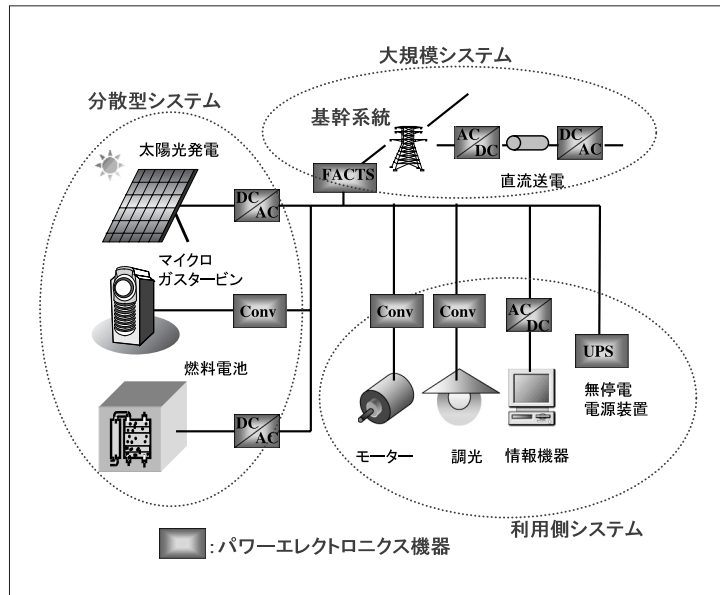 大規模システム
分散型システム
基幹系統
太陽光発電
AC
DC
DC
AC
FACTS
直流送電
DC
AC
マイクロ
ガスタービン
Conv
Conv
Conv
AC
DC
UPS
燃料電池
無停電
電源装置
DC
AC
モーター
調光
情報機器
利用側システム
:パワーエレクトロニクス機器